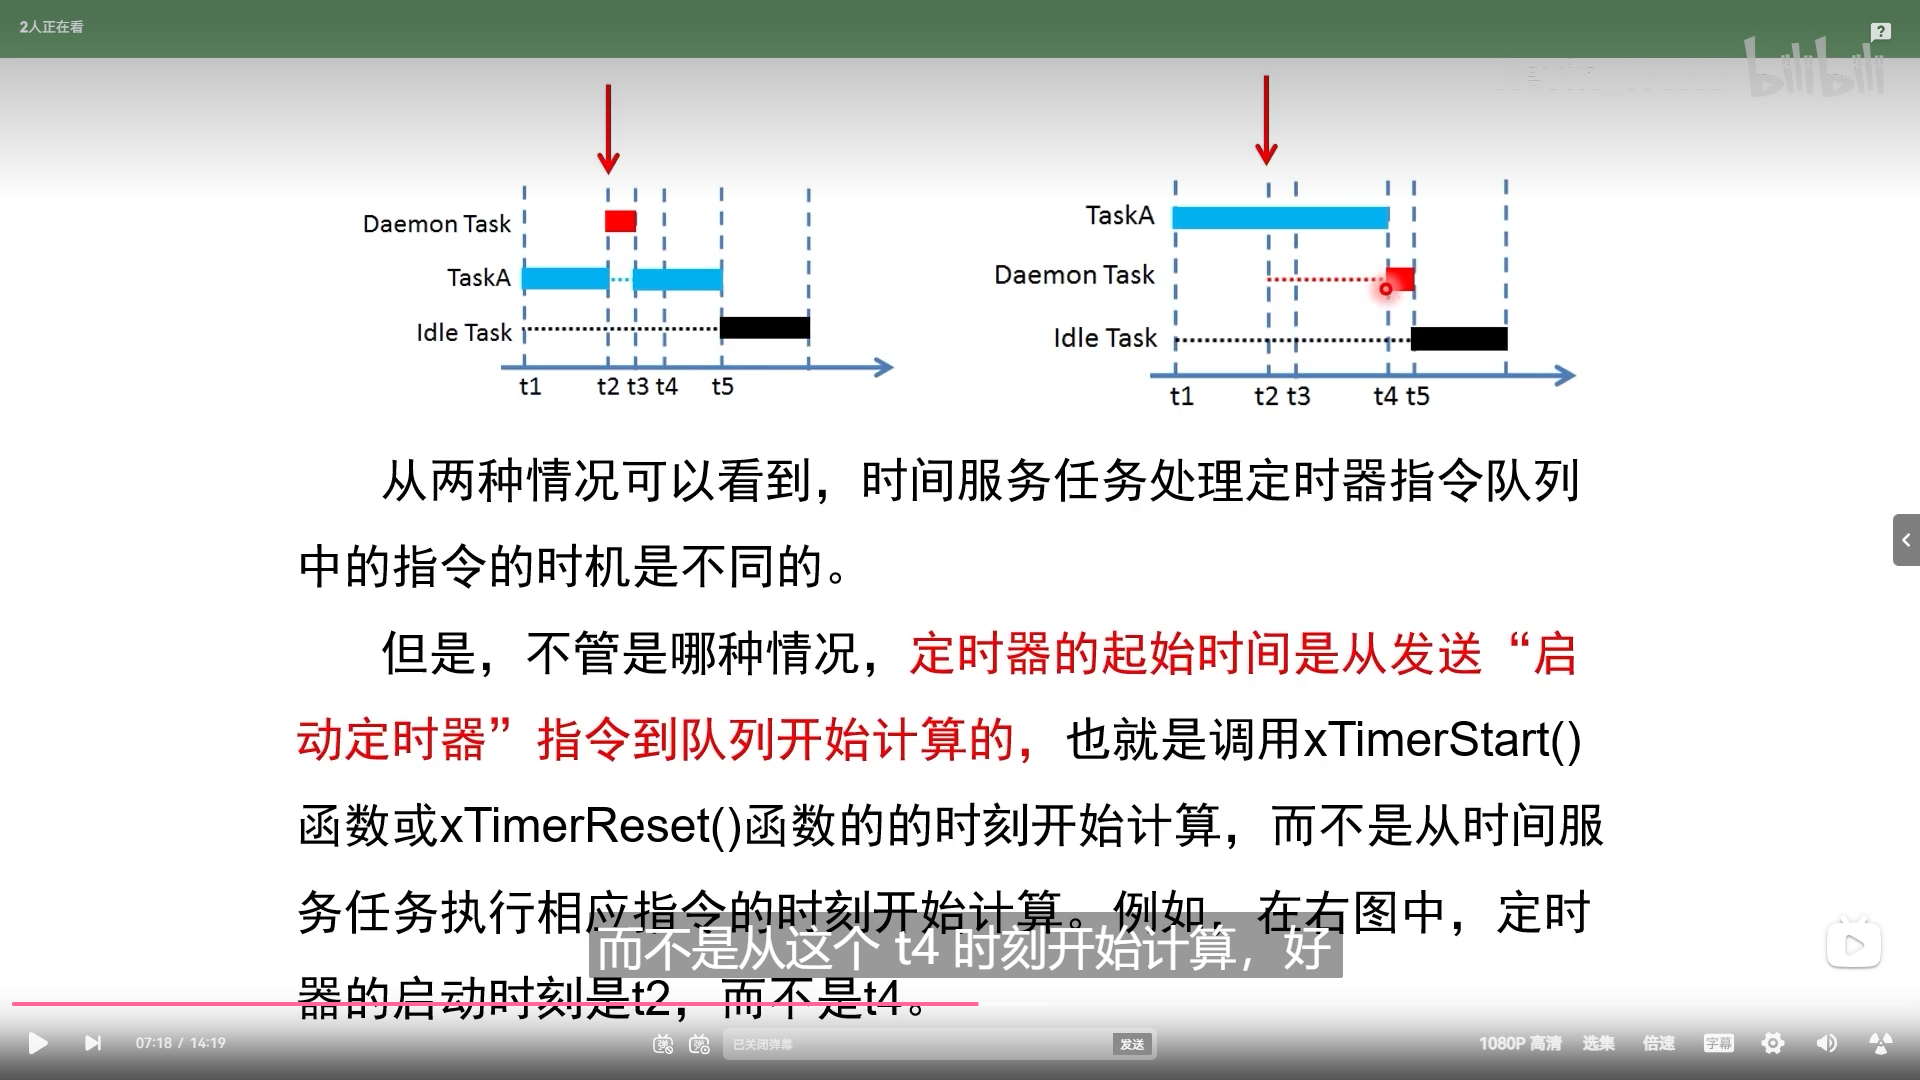 2人正在看
bilibili
Daemon Task
TaskA
Idle Task
t1 t2 t3 t4 t5
TaskA
Daemon Task
Idle Task
t1 t2 t3 t4 t5
从两种情况可以看到，时间服务任务处理定时器指令队列
中的指令的时机是不同的。
但是，不管是哪种情况，定时器的起始时间是从发送“启
动定时器”指令到队列开始计算的，也就是调用xTimerStart()
函数或xTimerReset()函数的的时刻开始计算，而不是从时间服
务任务执行相应指令的时刻开始计算。例如，在右图中，定时
而不是从这个 t4 时刻开始计算，好
器的启动时刻是t2，而不是t4。
07:18 / 14:19
已关闭弹幕
发送
1080P 高清
选集
倍速
字幕